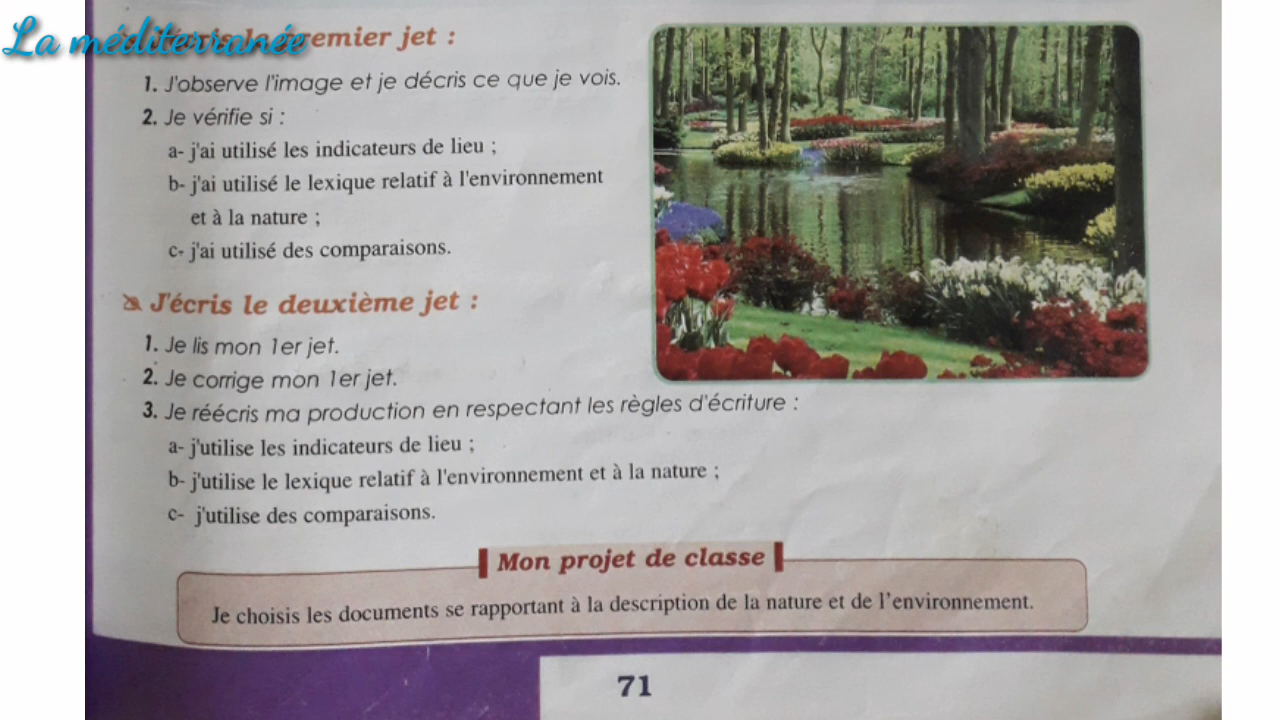 La méditerranée
premier jet :
1. J'observe l'image et je décris ce que je vois.
2. Je vérifie si :
a- j'ai utilisé les indicateurs de lieu ;
b- j'ai utilisé le lexique relatif à l'environnement
et à la nature ;
c- j'ai utilisé des comparaisons.
J'écris le deuxième jet :
1. Je lis mon 1er jet.
2. Je corrige mon 1er jet.
3. Je réécris ma production en respectant les règles d'écriture :
a- j'utilise les indicateurs de lieu ;
b- j'utilise le lexique relatif à l'environnement et à la nature ;
c- j'utilise des comparaisons.
Mon projet de classe
Je choisis les documents se rapportant à la description de la nature et de l'environnement.
71